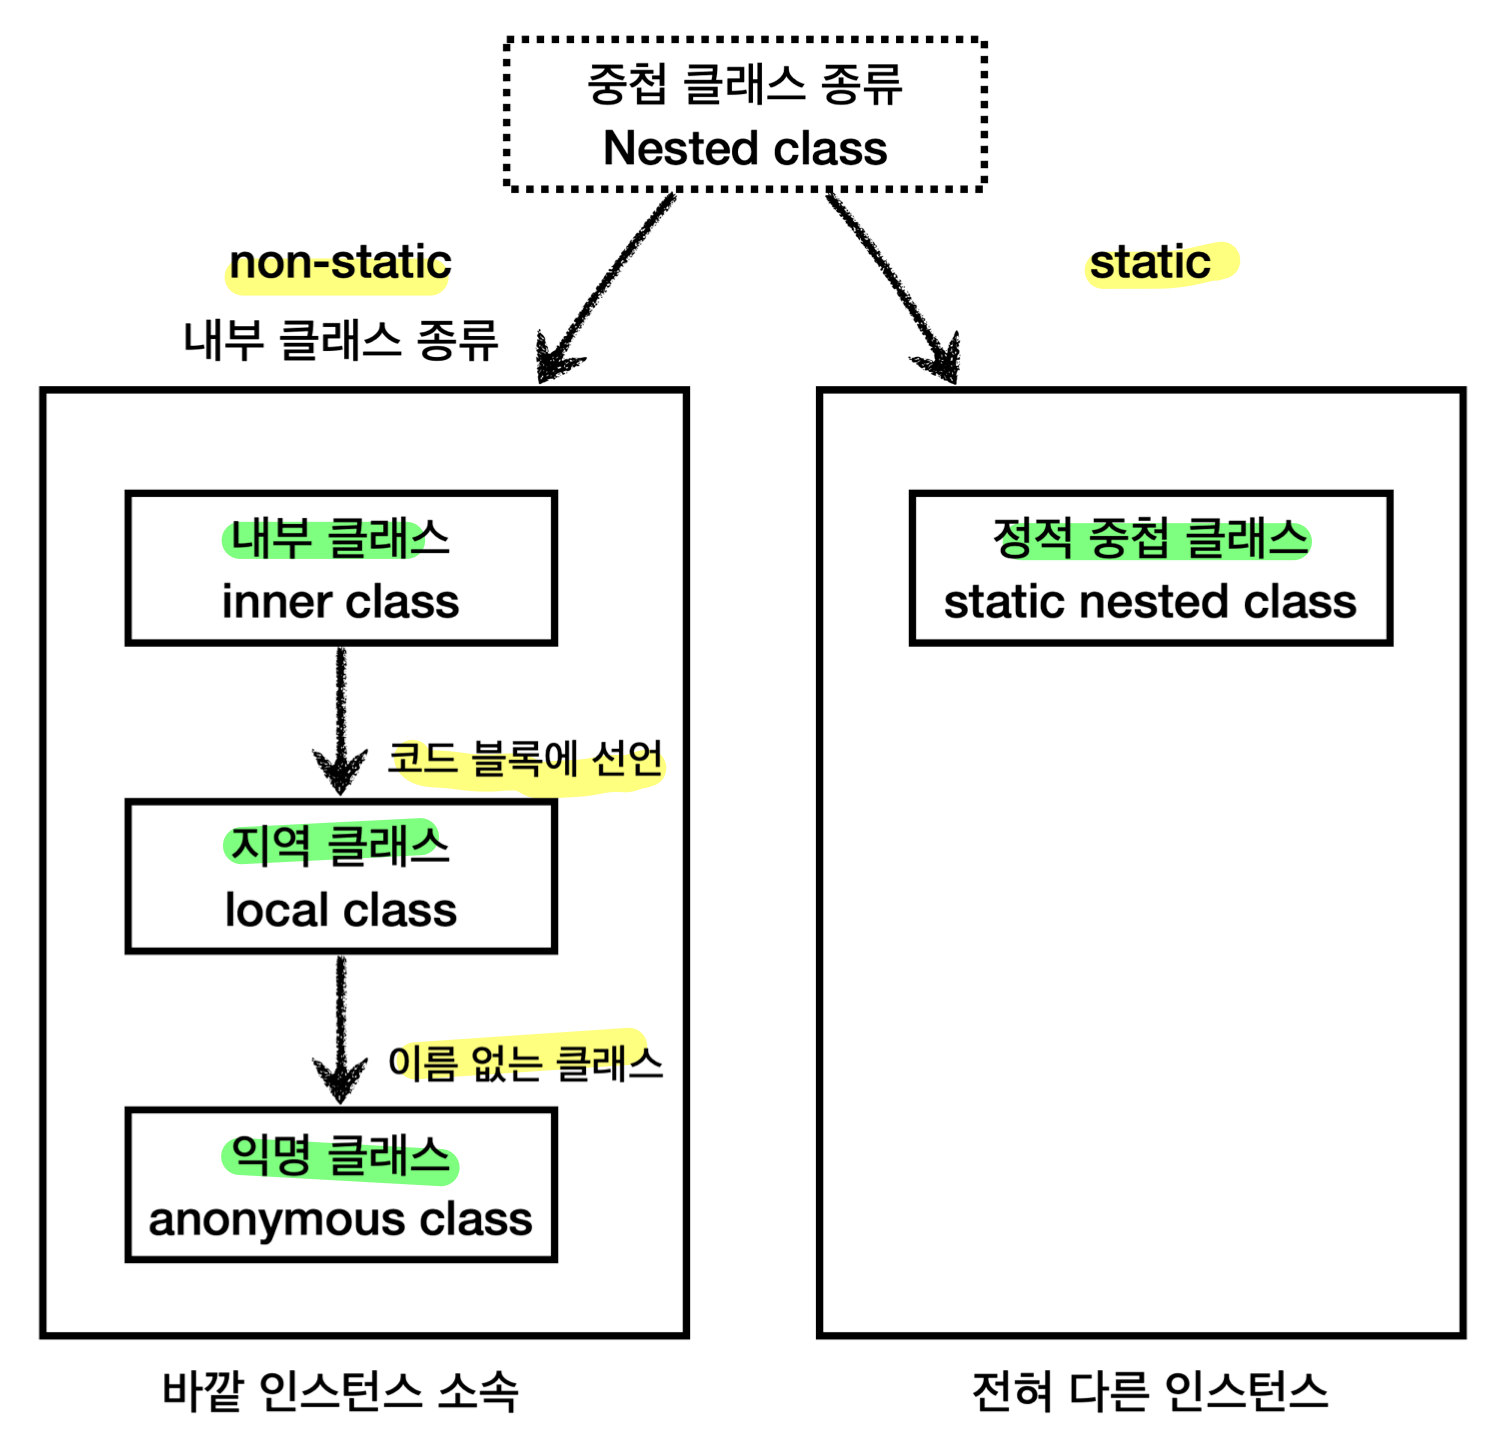 중첩 클래스 종류
Nested class
non-static
내부 클래스 종류
내부 클래스
inner class
코드 블록에 선언
지역 클래스
local class
이름 없는 클래스
익명 클래스
anonymous class
바깥 인스턴스 소속
static
정적 중첩 클래스
static nested class
전혀 다른 인스턴스